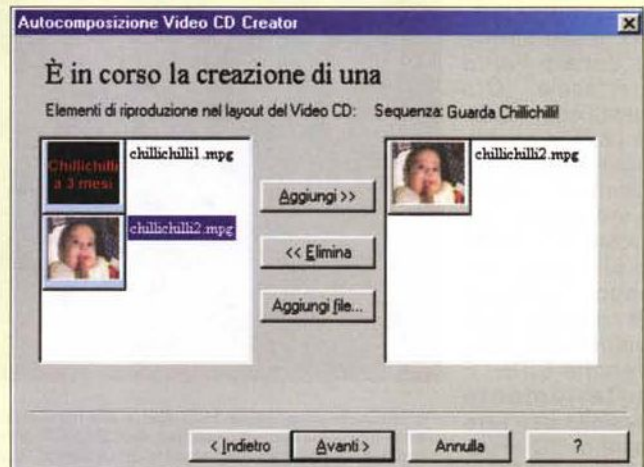 Autocomposizione Video CD Creator
È in corso la creazione di una
Elementi di riproduzione nel layout del Video CD:
Sequenza: Guarda Chillichilli!
Chillichilli
a 3 mesi
chillichilli1.mpg
chillichilli2.mpg
Aggiungi >>
<< Elimina
Aggiungi file...
chillichilli2.mpg
< Indietro
Avanti >
Annulla
?